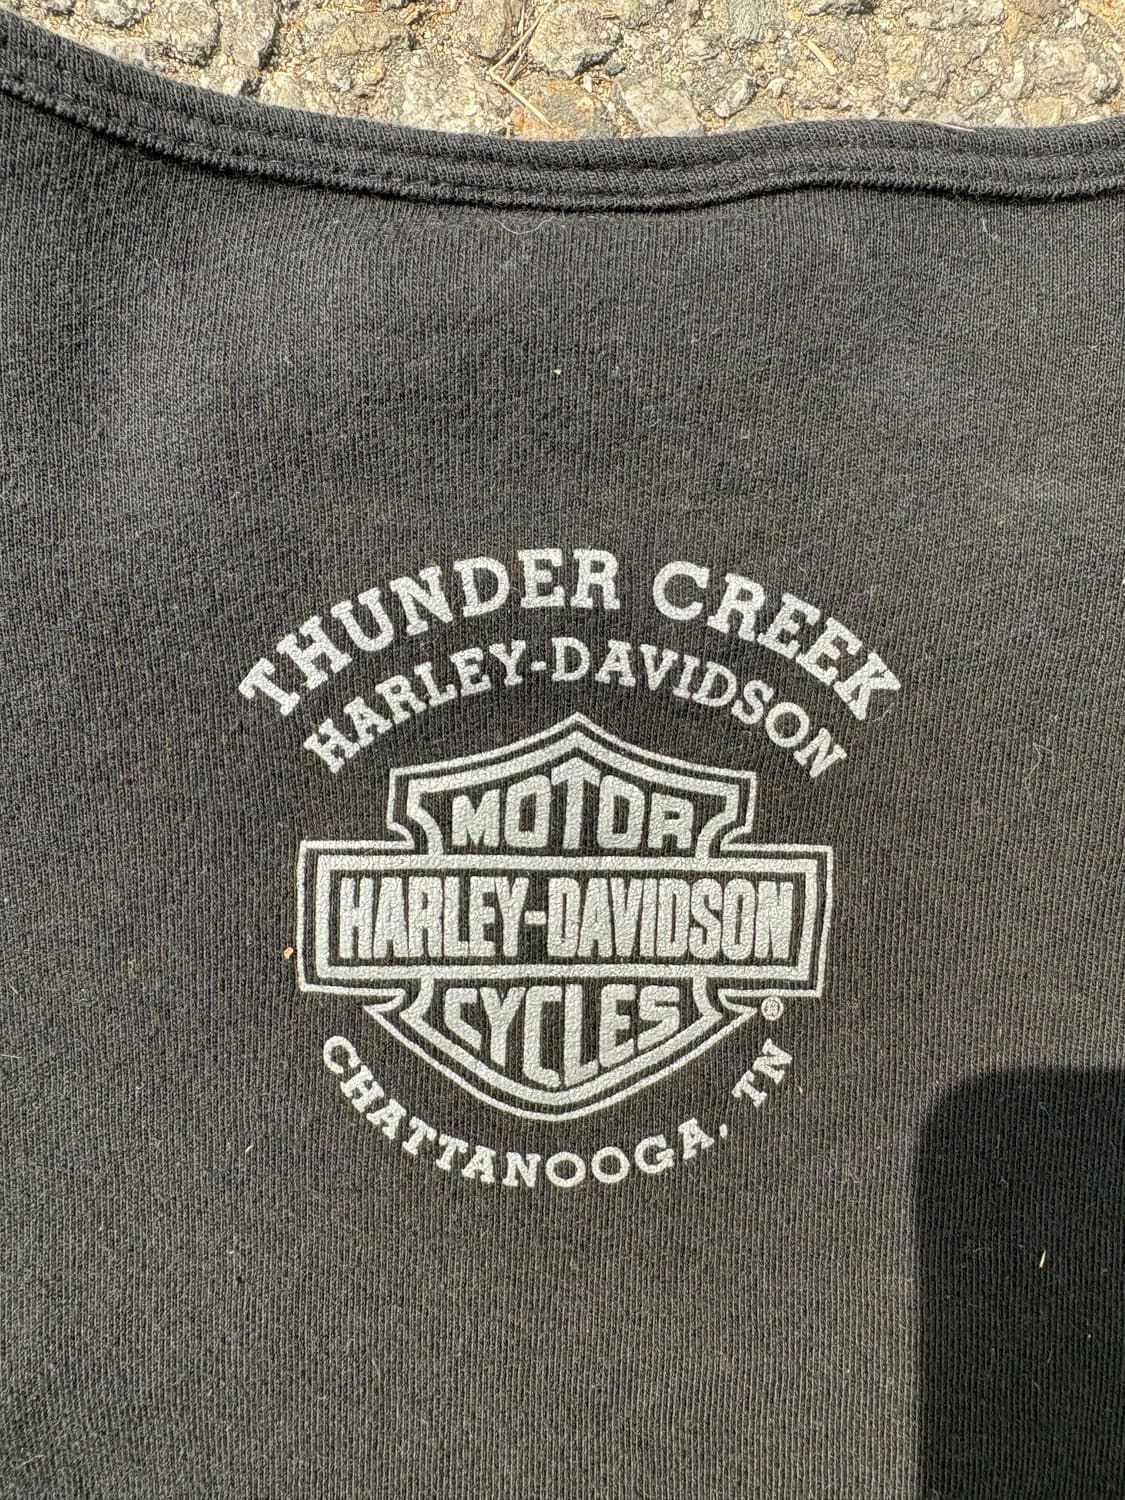 THUNDER CREEK
HARLEY-DAVIDSON
MOTOR
HARLEY-DAVIDSON
CYCLES
®
CHATTANOOGA, TN